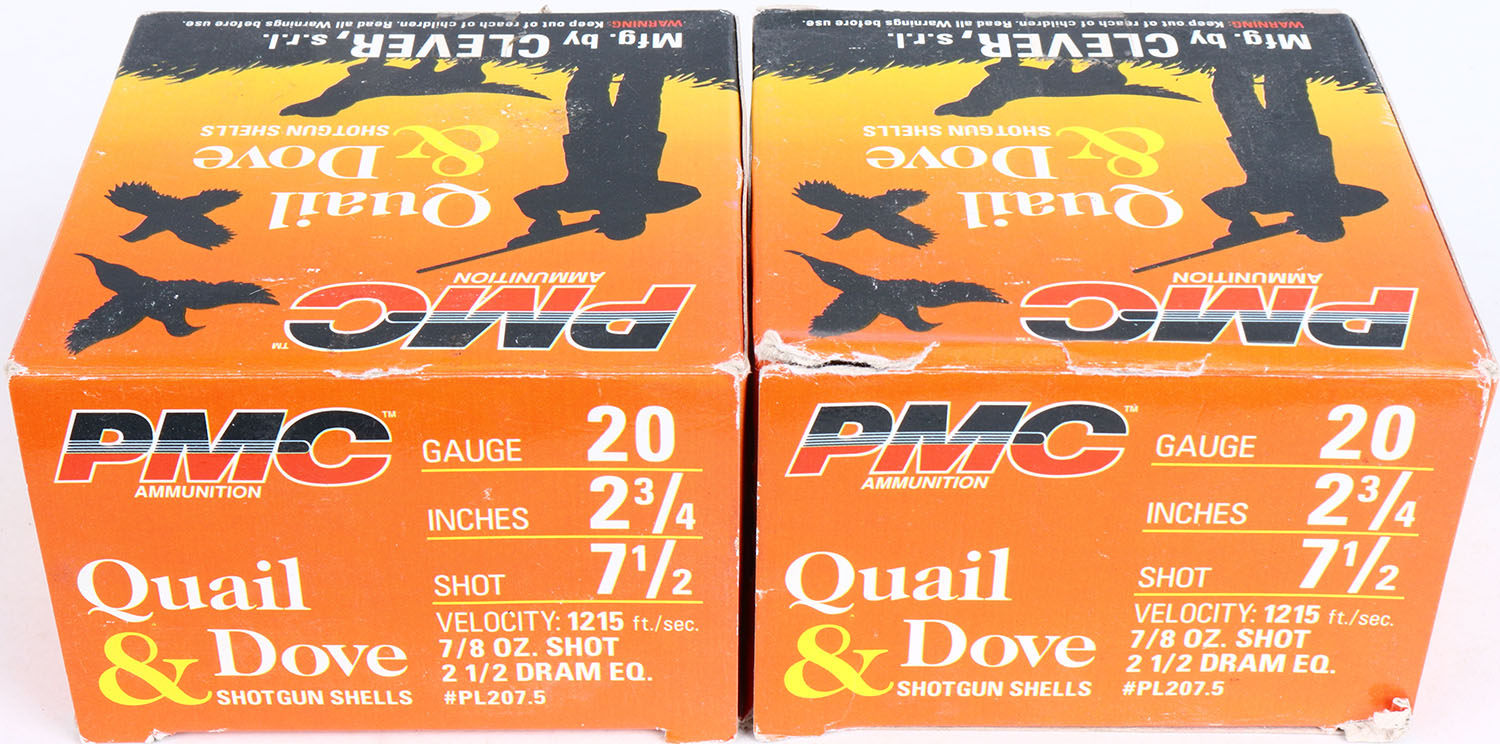 WARNING: Keep out of reach of children. Read all Warnings before use.
Mfg. by CLEVER, s.r.l.
SHOTGUN SHELLS
& Dove
Quail
AMMUNITION
PMC™
WARNING: Keep out of reach of children. Read all Warnings before use.
Mfg. by CLEVER, s.r.l.
SHOTGUN SHELLS
& Dove
Quail
AMMUNITION
PMC
PMC™
AMMUNITION
Quail
& Dove
SHOTGUN SHELLS
GAUGE 20
INCHES 2 3/4
SHOT 7 1/2
VELOCITY: 1215 ft./sec.
7/8 OZ. SHOT
2 1/2 DRAM EQ.
#PL207.5
PMC™
AMMUNITION
Quail
& Dove
SHOTGUN SHELLS
GAUGE 20
INCHES 2 3/4
SHOT 7 1/2
VELOCITY: 1215 ft./sec.
7/8 OZ. SHOT
2 1/2 DRAM EQ.
#PL207.5